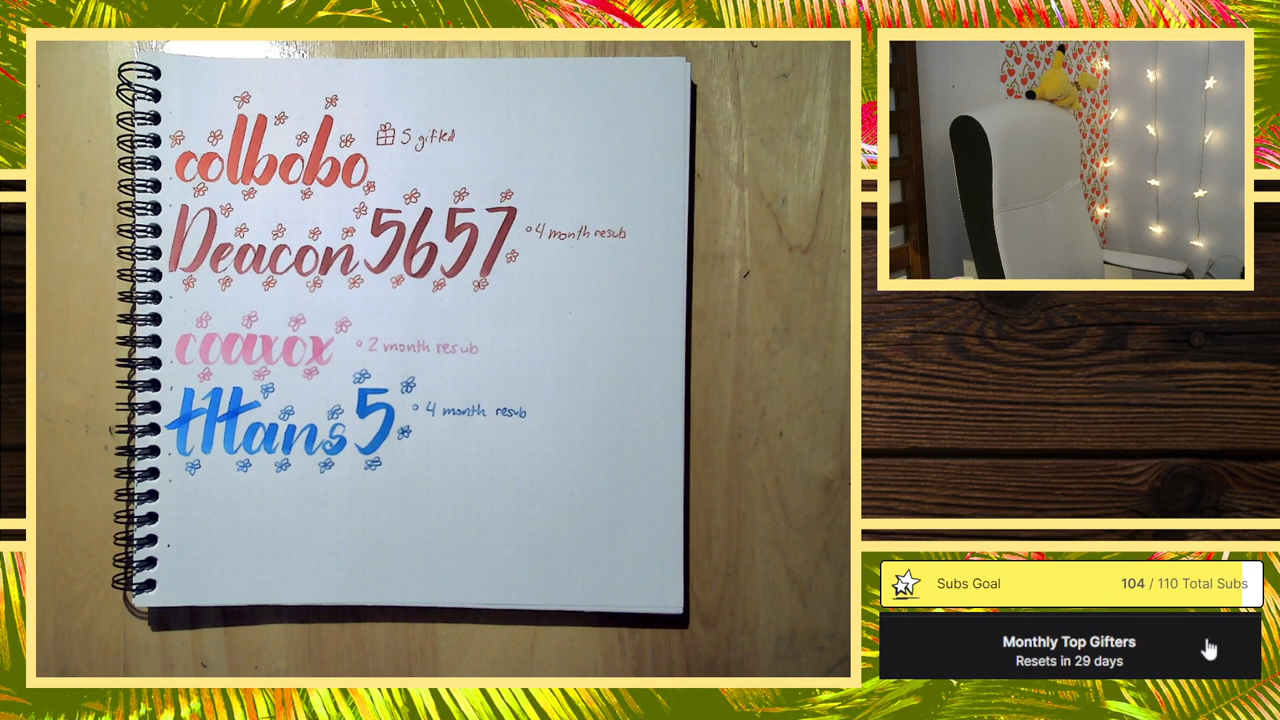 colbobo 5 gifted
Deacon5657 4 month resub
coaxox 2 month resub
tttans5 4 month resub
Subs Goal 104 / 110 Total Subs
Monthly Top Gifters
Resets in 29 days